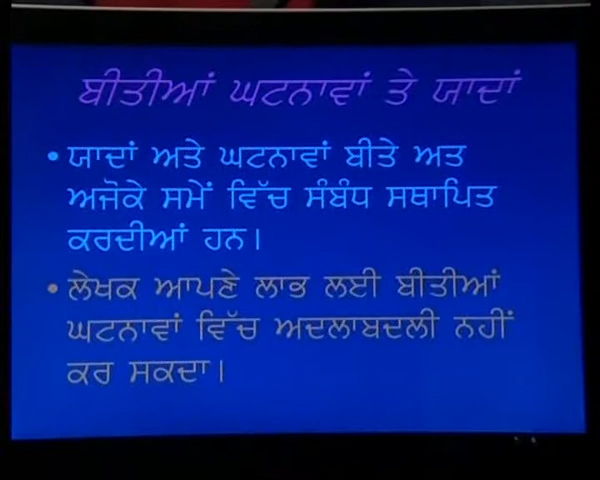 ਬੀਤੀਆਂ ਘਟਨਾਵਾਂ ਤੇ ਯਾਦਾਂ
• ਯਾਦਾਂ ਅਤੇ ਘਟਨਾਵਾਂ ਬੀਤੇ ਅਤ
ਅਜੋਕੇ ਸਮੇਂ ਵਿੱਚ ਸੰਬੰਧ ਸਥਾਪਿਤ
ਕਰਦੀਆਂ ਹਨ।
• ਲੇਖਕ ਆਪਣੇ ਲਾਭ ਲਈ ਬੀਤੀਆਂ
ਘਟਨਾਵਾਂ ਵਿੱਚ ਅਦਲਾਬਦਲੀ ਨਹੀਂ
ਕਰ ਸਕਦਾ।